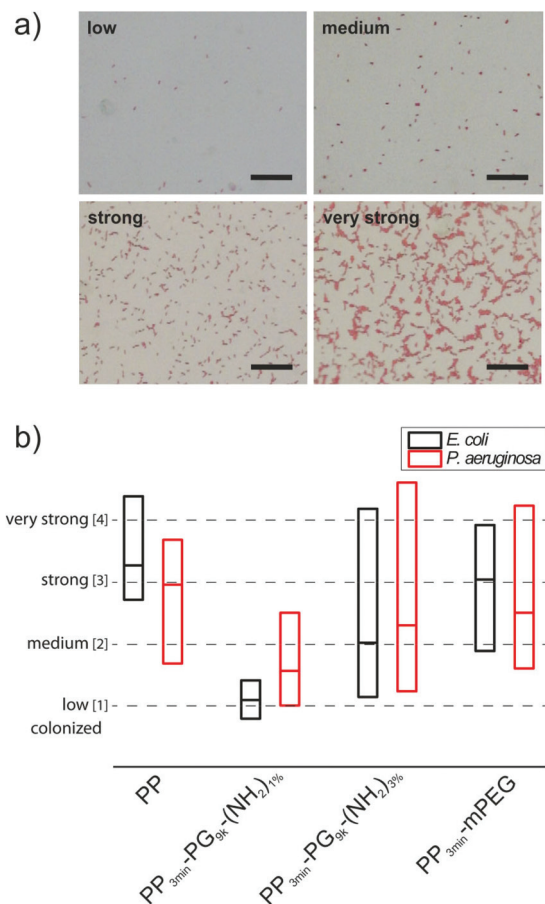 a)
low
medium
strong
very strong
b)
E. coli
P. aeruginosa
very strong [4]
strong [3]
medium [2]
low [1]
colonized
PP
PP3min-PG9K-(NH2)1%
PP3min-PG9K-(NH2)3%
PP3min-mPEG